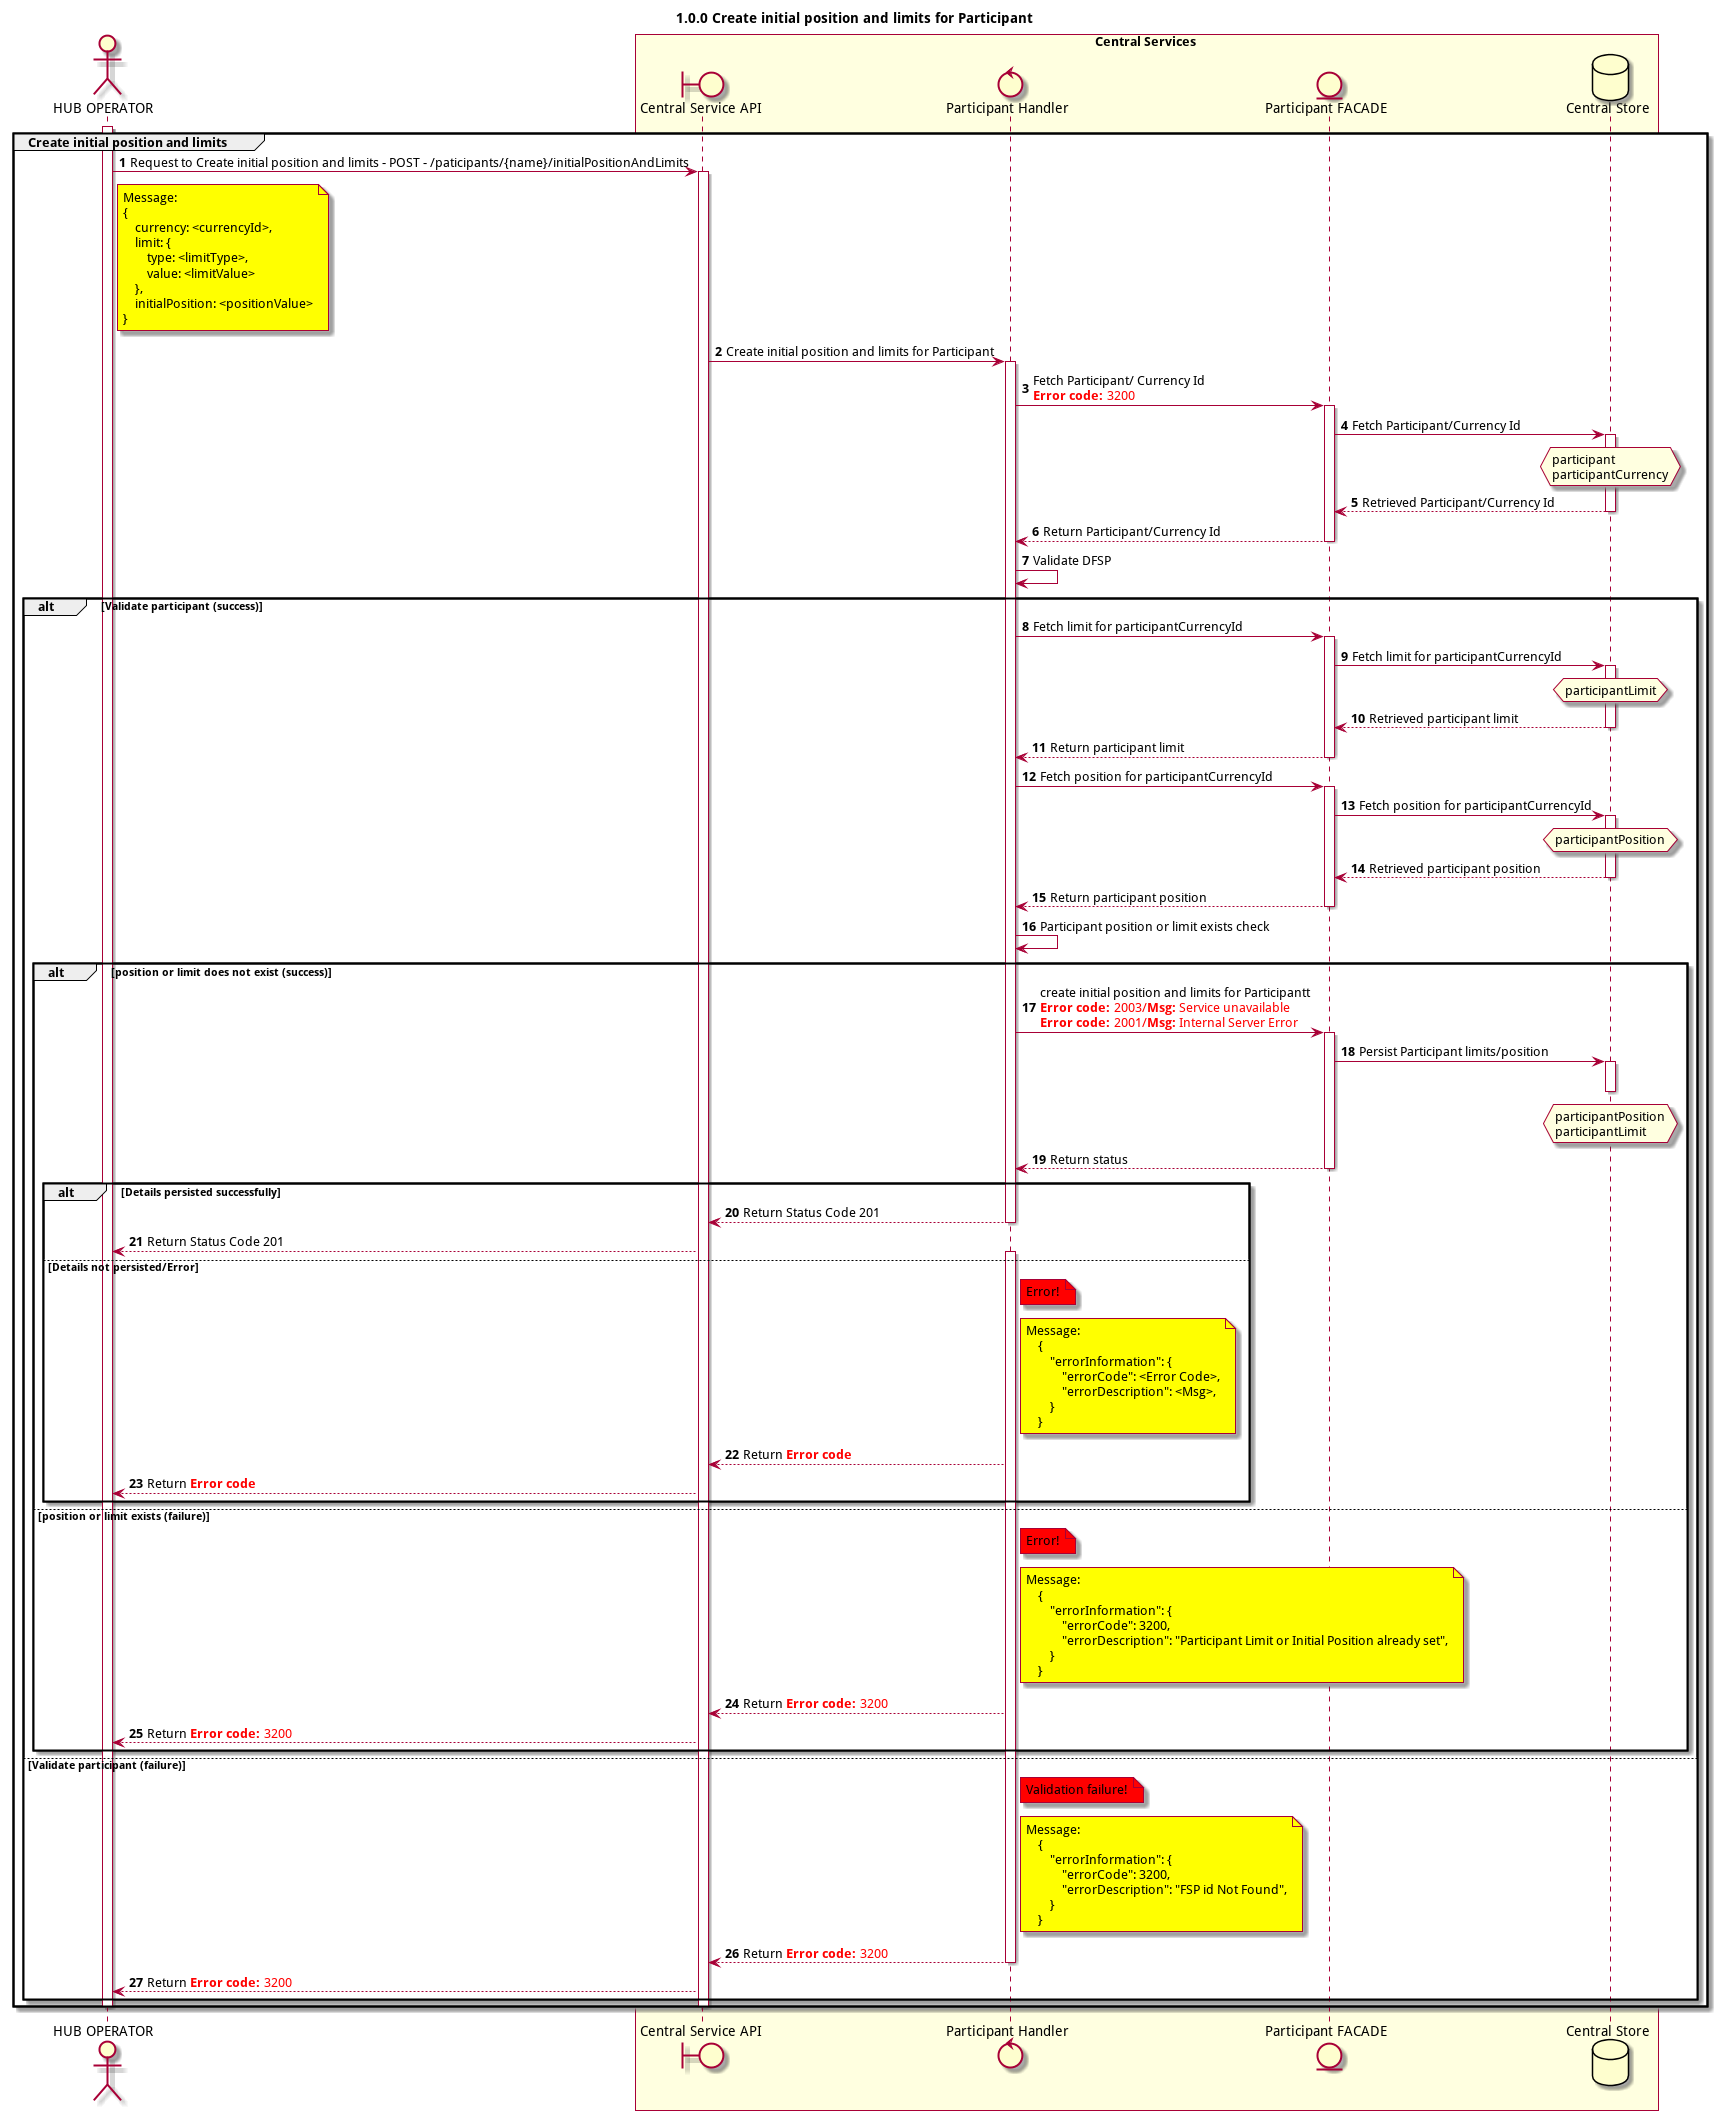 1.0.0 Create initial position and limits for Participant
Central Services
HUB OPERATOR
Central Service API
Participant Handler
Participant FACADE
Central Store
Create initial position and limits
1 Request to Create initial position and limits - POST - /paticipants/{name}/initialPositionAndLimits
Message:
{
currency: <currencyId>,
limit: {
type: <limitType>,
value: <limitValue>
},
initialPosition: <positionValue>
}
2 Create initial position and limits for Participant
3 Fetch Participant/ Currency Id
Error code: 3200
4 Fetch Participant/Currency Id
participant
participantCurrency
5 Retrieved Participant/Currency Id
6 Return Participant/Currency Id
7 Validate DFSP
alt [Validate participant (success)]
8 Fetch limit for participantCurrencyId
9 Fetch limit for participantCurrencyId
participantLimit
10 Retrieved participant limit
11 Return participant limit
12 Fetch position for participantCurrencyId
13 Fetch position for participantCurrencyId
participantPosition
14 Retrieved participant position
15 Return participant position
16 Participant position or limit exists check
alt [position or limit does not exist (success)]
17 create initial position and limits for Participantt
Error code: 2003/Msg: Service unavailable
Error code: 2001/Msg: Internal Server Error
18 Persist Participant limits/position
participantPosition
participantLimit
19 Return status
alt [Details persisted successfully]
20 Return Status Code 201
21 Return Status Code 201
[Details not persisted/Error]
Error!
Message:
{
"errorInformation": {
"errorCode": <Error Code>,
"errorDescription": <Msg>,
}
}
22 Return Error code
23 Return Error code
[position or limit exists (failure)]
Error!
Message:
{
"errorInformation": {
"errorCode": 3200,
"errorDescription": "Participant Limit or Initial Position already set",
}
}
24 Return Error code: 3200
25 Return Error code: 3200
[Validate participant (failure)]
Validation failure!
Message:
{
"errorInformation": {
"errorCode": 3200,
"errorDescription": "FSP id Not Found",
}
}
26 Return Error code: 3200
27 Return Error code: 3200
HUB OPERATOR
Central Service API
Participant Handler
Participant FACADE
Central Store